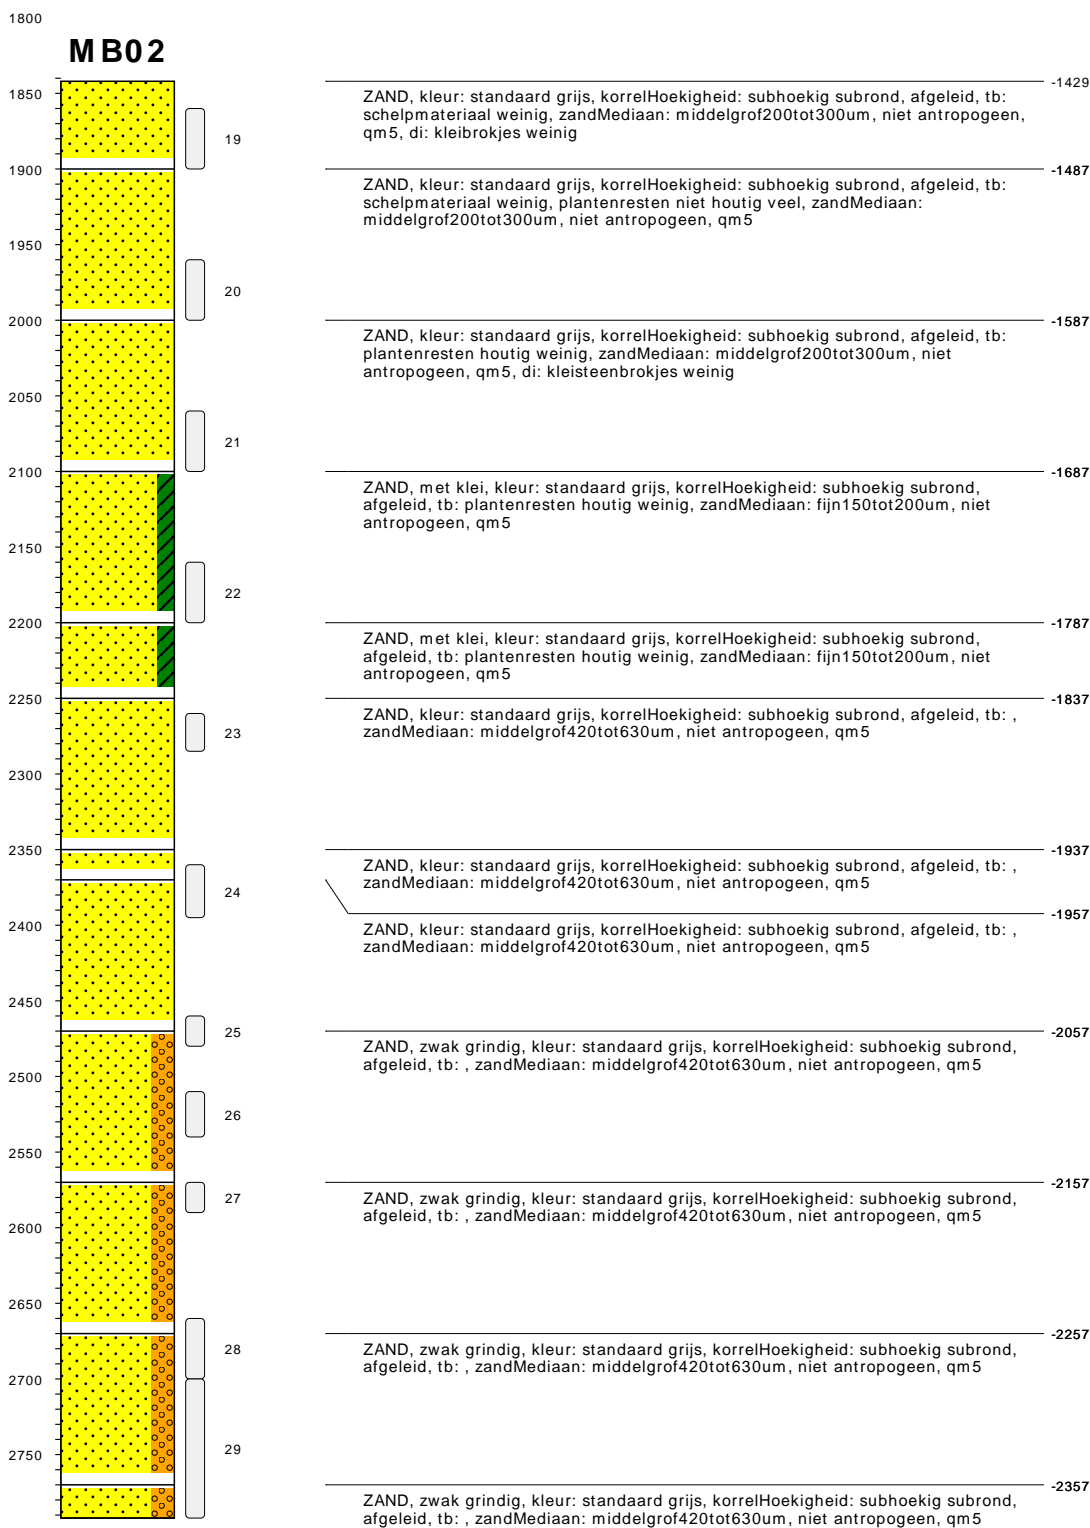 1800
MB02
-1429
ZAND, kleur: standaard grijs, korrelHoekigheid: subhoekig subrond, afgeleid, tb:
1850
schelpmateriaal weinig, zandMediaan: middelgrof200tot300um, niet antropogeen,
qm5, di: kleibrokjes weinig
19
1900
-1487
ZAND, kleur: standaard grijs, korrelHoekigheid: subhoekig subrond, afgeleid, tb:
schelpmateriaal weinig, plantenresten niet houtig veel, zandMediaan:
middelgrof200tot300um, niet antropogeen, qm5
1950
20
2000
-1587
ZAND, kleur: standaard grijs, korrelHoekigheid: subhoekig subrond, afgeleid, tb:
plantenresten houtig weinig, zandMediaan: middelgrof200tot300um, niet
antropogeen, qm5, di: kleisteenbrokjes weinig
2050
21
2100
-1687
ZAND, met klei, kleur: standaard grijs, korrelHoekigheid: subhoekig subrond,
afgeleid, tb: plantenresten houtig weinig, zandMediaan: fijn150tot200um, niet
antropogeen, qm5
2150
22
2200
-1787
ZAND, met klei, kleur: standaard grijs, korrelHoekigheid: subhoekig subrond,
afgeleid, tb: plantenresten houtig weinig, zandMediaan: fijn150tot200um, niet
antropogeen, qm5
2250
-1837
ZAND, kleur: standaard grijs, korrelHoekigheid: subhoekig subrond, afgeleid, tb: ,
zandMediaan: middelgrof420tot630um, niet antropogeen, qm5
23
2300
2350
-1937
ZAND, kleur: standaard grijs, korrelHoekigheid: subhoekig subrond, afgeleid, tb: ,
zandMediaan: middelgrof420tot630um, niet antropogeen, qm5
24
-1957
2400
ZAND, kleur: standaard grijs, korrelHoekigheid: subhoekig subrond, afgeleid, tb: ,
zandMediaan: middelgrof420tot630um, niet antropogeen, qm5
2450
25
-2057
ZAND, zwak grindig, kleur: standaard grijs, korrelHoekigheid: subhoekig subrond,
afgeleid, tb: , zandMediaan: middelgrof420tot630um, niet antropogeen, qm5
2500
26
2550
-2157
27
ZAND, zwak grindig, kleur: standaard grijs, korrelHoekigheid: subhoekig subrond,
afgeleid, tb: , zandMediaan: middelgrof420tot630um, niet antropogeen, qm5
2600
2650
-2257
28
ZAND, zwak grindig, kleur: standaard grijs, korrelHoekigheid: subhoekig subrond,
afgeleid, tb: , zandMediaan: middelgrof420tot630um, niet antropogeen, qm5
2700
29
2750
-2357
ZAND, zwak grindig, kleur: standaard grijs, korrelHoekigheid: subhoekig subrond,
afgeleid, tb: , zandMediaan: middelgrof420tot630um, niet antropogeen, qm5